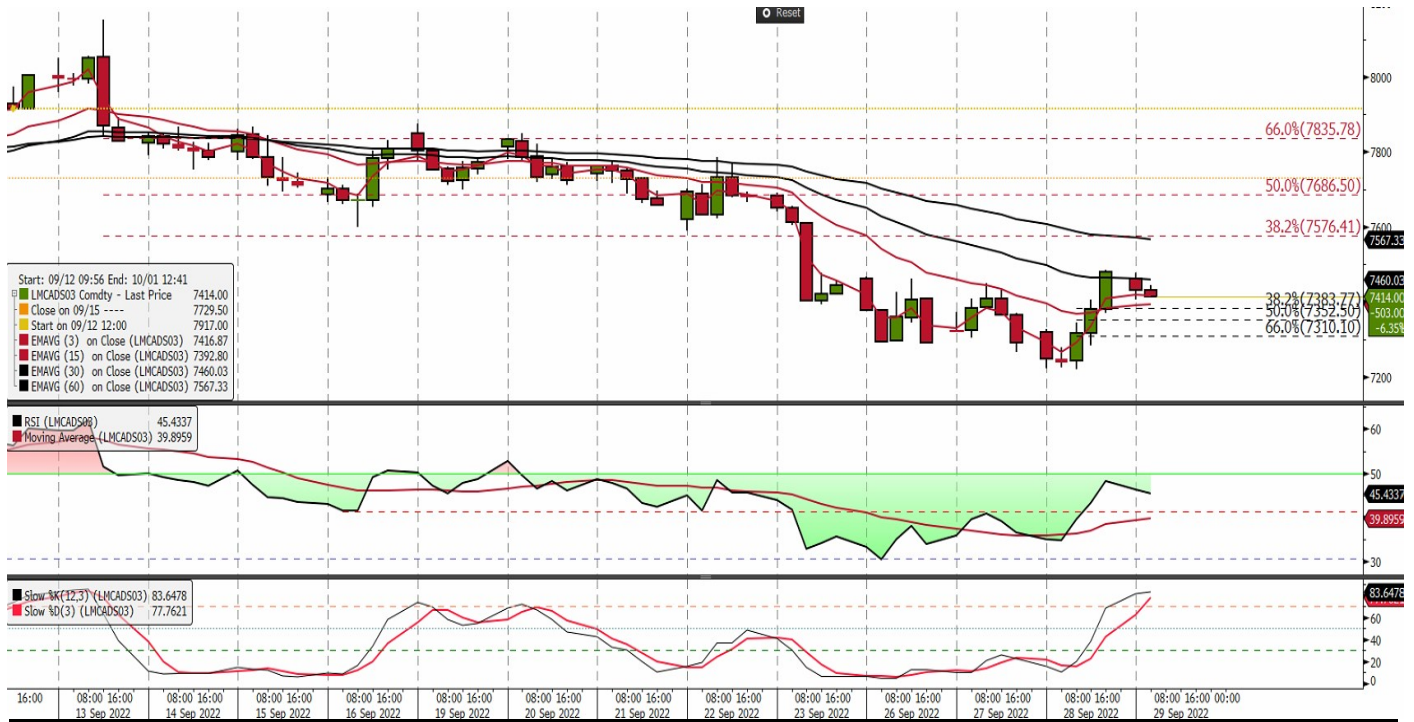 Reset
8000
66.0%(7835.78)
7800
50.0%(7686.50)
38.2%(7576.41)
7600
7567.33
Start: 09/12 09:56 End: 10/01 12:41
LMCADS03 Comdty - Last Price 7414.00
Close on 09/15 ---- 7729.50
Start on 09/12 12:00 7917.00
EMAVG (3) on Close (LMCADS03) 7416.87
EMAVG (15) on Close (LMCADS03) 7392.80
EMAVG (30) on Close (LMCADS03) 7460.03
EMAVG (60) on Close (LMCADS03) 7567.33
7460.03
38.2%(7383.77)
7414.00
50.0%(7352.50)
-503.00
66.0%(7310.10)
-6.35%
7200
RSI (LMCADS03) 45.4337
Moving Average (LMCADS03) 39.8959
60
50
45.4337
39.8959
30
Slow %K(12,3) (LMCADS03) 83.6478
Slow %D(3) (LMCADS03) 77.7621
83.6478
60
40
20
0
16:00 08:00 16:00 08:00 16:00 08:00 16:00 08:00 16:00 08:00 16:00 08:00 16:00 08:00 16:00 08:00 16:00 08:00 16:00 08:00 16:00 08:00 16:00 08:00 16:00 08:00 16:00 00:00
13 Sep 2022 14 Sep 2022 15 Sep 2022 16 Sep 2022 19 Sep 2022 20 Sep 2022 21 Sep 2022 22 Sep 2022 23 Sep 2022 26 Sep 2022 27 Sep 2022 28 Sep 2022 29 Sep 2022